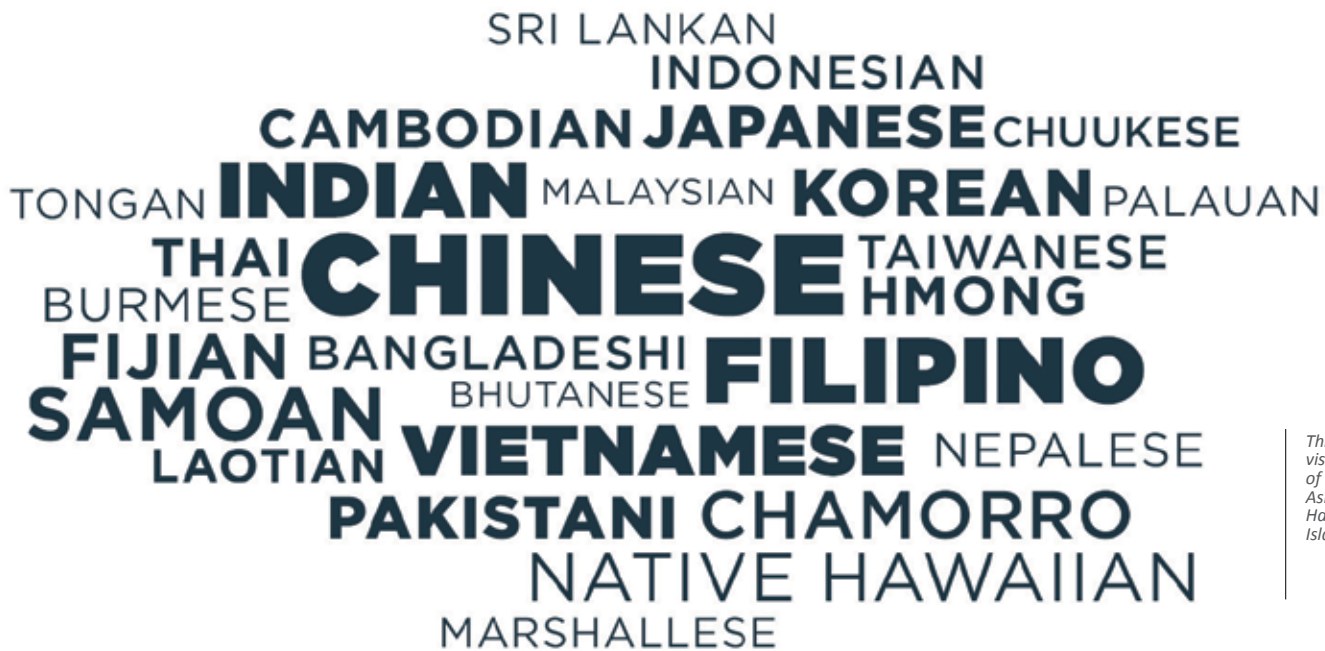 SRI LANKAN
INDONESIAN
CAMBODIAN JAPANESE CHUUKESE
TONGAN INDIAN MALAYSIAN KOREAN PALAUAN
THAI CHINESE TAIWANESE
BURMESE HMONG
FIJIAN BANGLADESHI FILIPINO
BHUTANESE
SAMOAN
LAOTIAN VIETNAMESE NEPALESE
PAKISTANI CHAMORRO
NATIVE HAWAIIAN
MARSHALLESE
of